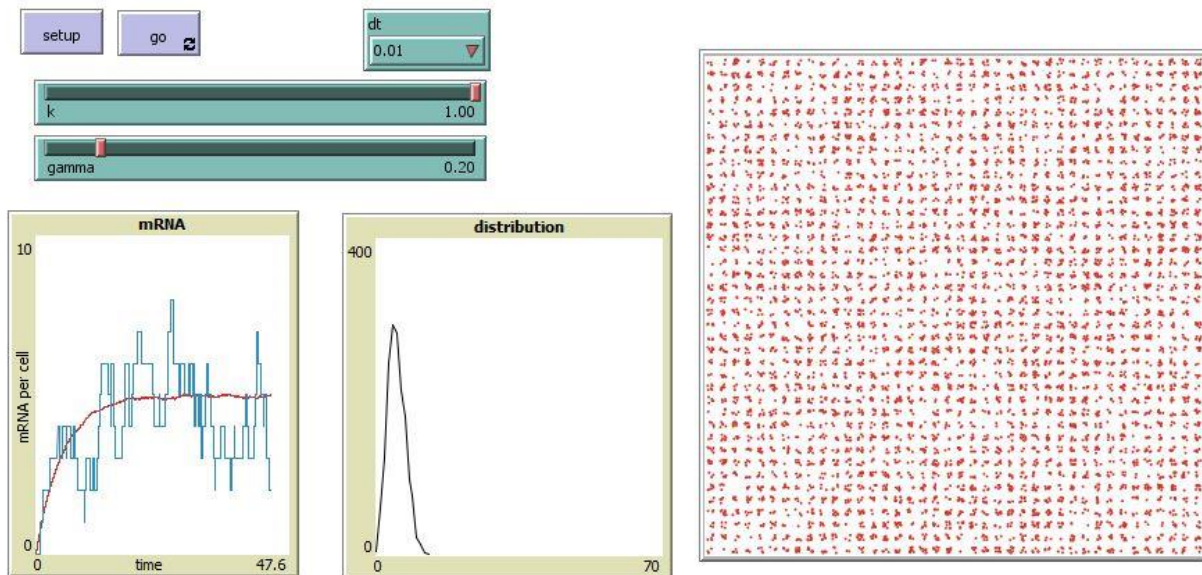 setup
go
dt
0.01
k
1.00
gamma
0.20
mRNA
10
mRNA per cell
0
0
time
47.6
distribution
400
0
0
70